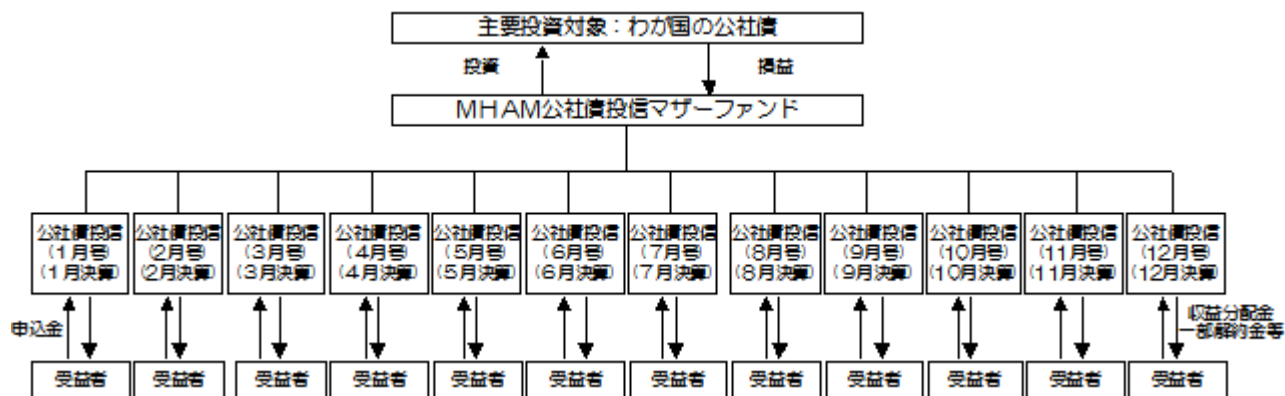 主要投資対象:わが国の公社債
投資
損益
MHAM公社債投信マザーファンド
公社債投信
(1月号)
(1月決算)
公社債投信
(2月号)
(2月決算)
公社債投信
(3月号)
(3月決算)
公社債投信
(4月号)
(4月決算)
公社債投信
(5月号)
(5月決算)
公社債投信
(6月号)
(6月決算)
公社債投信
(7月号)
(7月決算)
公社債投信
(8月号)
(8月決算)
公社債投信
(9月号)
(9月決算)
公社債投信
(10月号)
(10月決算)
公社債投信
(11月号)
(11月決算)
公社債投信
(12月号)
(12月決算)
申込金
収益分配金
一部解約金等
受益者
受益者
受益者
受益者
受益者
受益者
受益者
受益者
受益者
受益者
受益者
受益者